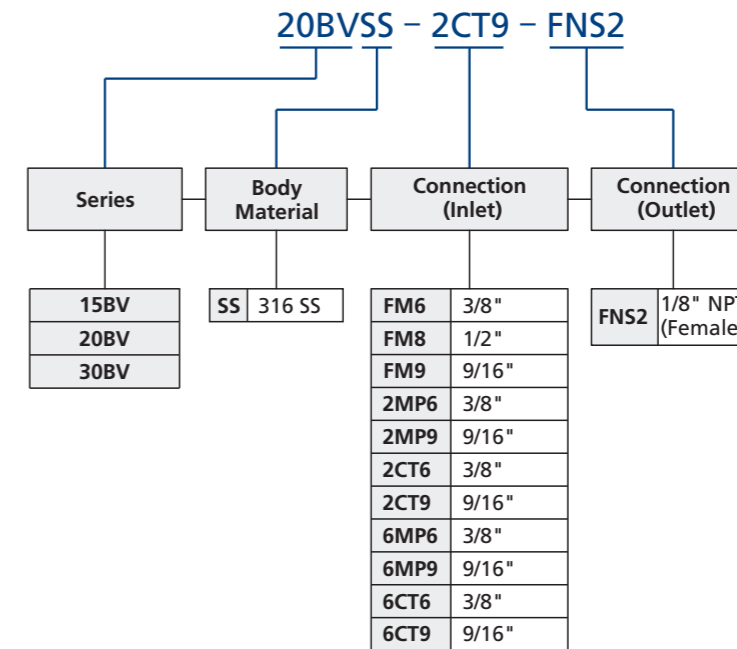 20BVSS – 2CT9 – FNS2
Series
Body
Material
Connection
(Inlet)
Connection
(Outlet)
15BV
20BV
30BV
SS 316 SS
FM6 3/8"
FM8 1/2"
FM9 9/16"
2MP6 3/8"
2MP9 9/16"
2CT6 3/8"
2CT9 9/16"
6MP6 3/8"
6MP9 9/16"
6CT6 3/8"
6CT9 9/16"
FNS2 1/8" NPT
(Female